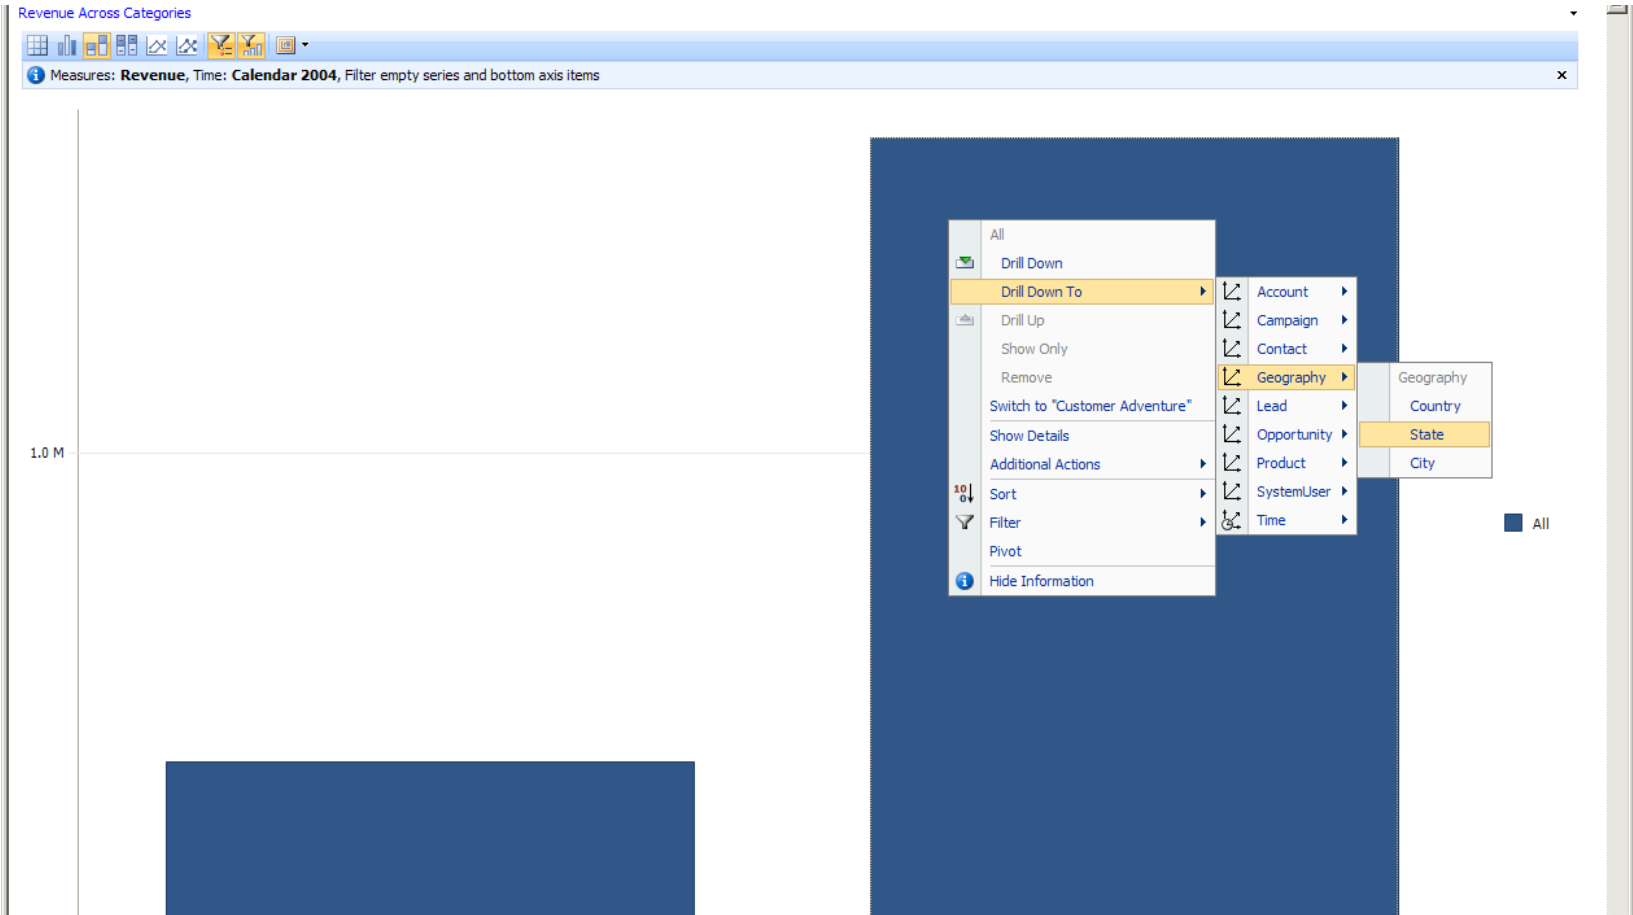 Revenue Across Categories
Measures: Revenue, Time: Calendar 2004, Filter empty series and bottom axis items
1.0 M
All
Drill Down
Drill Down To
Drill Up
Show Only
Remove
Switch to "Customer Adventure"
Show Details
Additional Actions
10 Sort
0
Filter
Pivot
Hide Information
Account
Campaign
Contact
Geography
Lead
Opportunity
Product
SystemUser
Time
Geography
Country
State
City
All